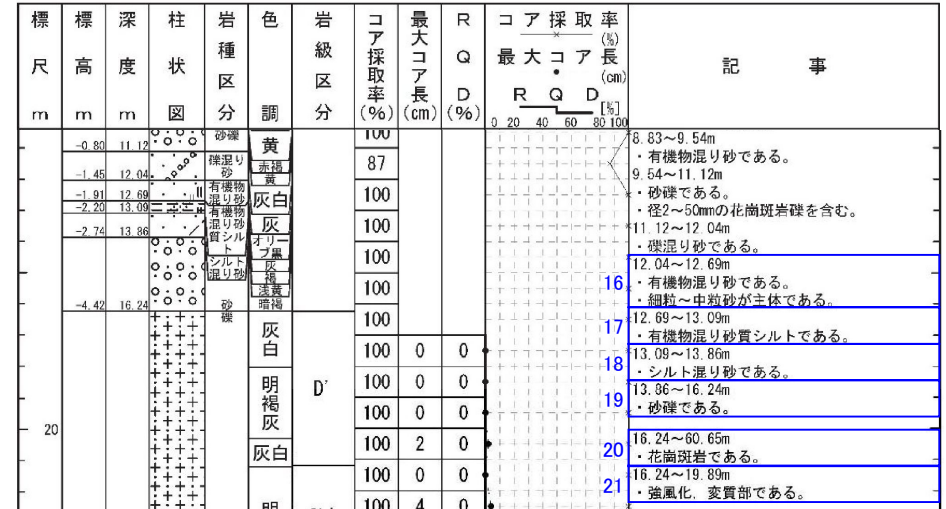 標尺 m
標高 m
深度 m
柱状図
岩種区分
色調
岩級区分
コア採取率 (%)
最大コア長 (cm)
RQD (%)
コア採取率 (%)
最大コア長 (cm)
RQD [%]
0 20 40 60 80 100
記事
-0.80 11.12
-1.45 12.04
-1.91 12.69
-2.20 13.09
-2.74 13.86
-4.42 16.24
20
砂礫
礫混り砂
有機物混り砂
有機物混り砂質シルト
シルト混り砂
砂礫
黄
赤褐
黄
灰白
灰
オリーブ黒
灰
褐
浅黄
暗褐
灰白
明褐灰
灰白
明
D'
100
87
100
100
100
100
100
100 0 0
100 0 0
100 0 0
100 2 0
100 0 0
100 4 0
8.83～9.54m
・有機物混り砂である。
9.54～11.12m
・砂礫である。
・径2～50mmの花崗斑岩礫を含む。
11.12～12.04m
・礫混り砂である。
16
12.04～12.69m
・有機物混り砂である。
・細粒～中粒砂が主体である。
17
12.69～13.09m
・有機物混り砂質シルトである。
18
13.09～13.86m
・シルト混り砂である。
19
13.86～16.24m
・砂礫である。
20
16.24～60.65m
・花崗斑岩である。
21
16.24～19.89m
・強風化、変質部である。